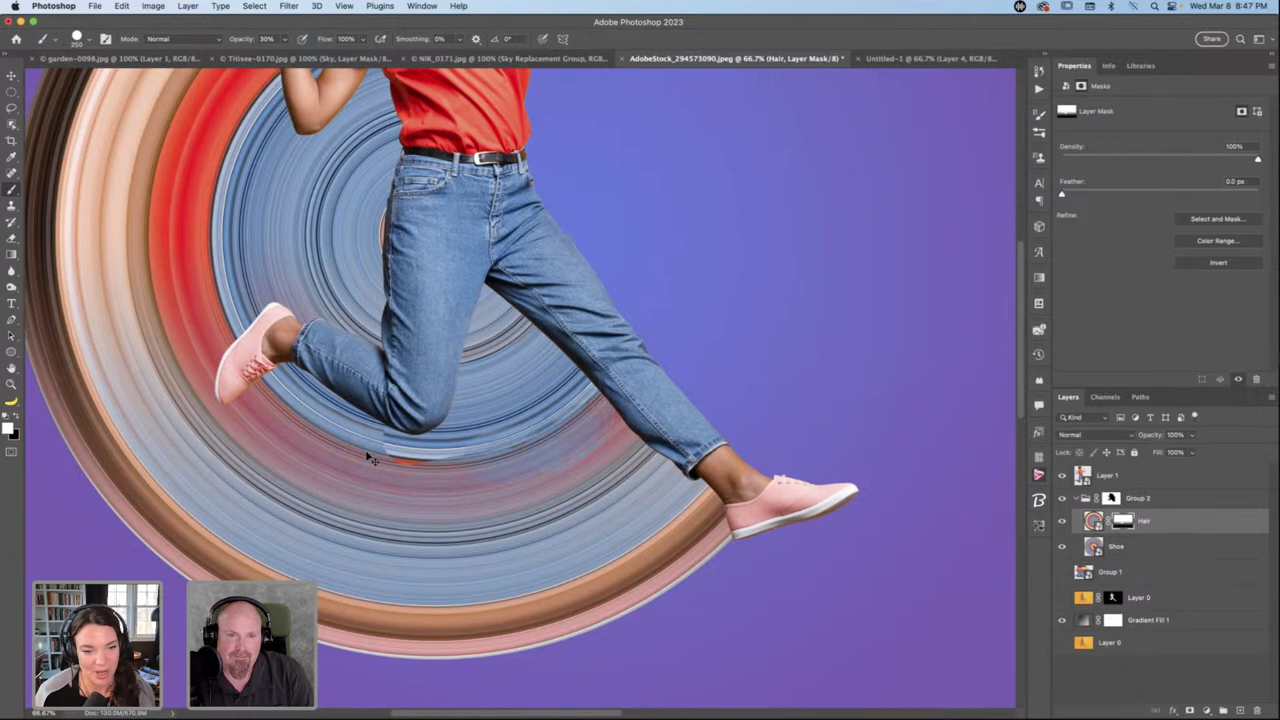 Photoshop File Edit Image Layer Type Select Filter 3D View Plugins Window Help Wed Mar 8 8:47 PM
Adobe Photoshop 2023
250 Mode: Normal Opacity: 30% Flow: 100% Smoothing: 0% 0° Share
© garden-0098.jpg @ 100% (Layer 1, RGB/8... © Titisee-0170.jpg @ 100% (Sky, Layer Mask/8) © NIK_0171.jpg @ 100% (Sky Replacement Group, RGB/8... AdobeStock_294573090.jpeg @ 66.7% (Hair, Layer Mask/8) * Untitled-1 @ 66.7% (Layer 4, RGB/8...
Properties Info Libraries
Masks
Layer Mask
Density: 100%
Feather: 0.0 px
Refine: Select and Mask...
Color Range...
Invert
Layers Channels Paths
Kind
Normal Opacity: 100%
Lock: Fill: 100%
Layer 1
Group 2
Hair
Shoe
Group 1
Layer 0
Gradient Fill 1
Layer 0
66.67% Doc: 130.0M/670.9M